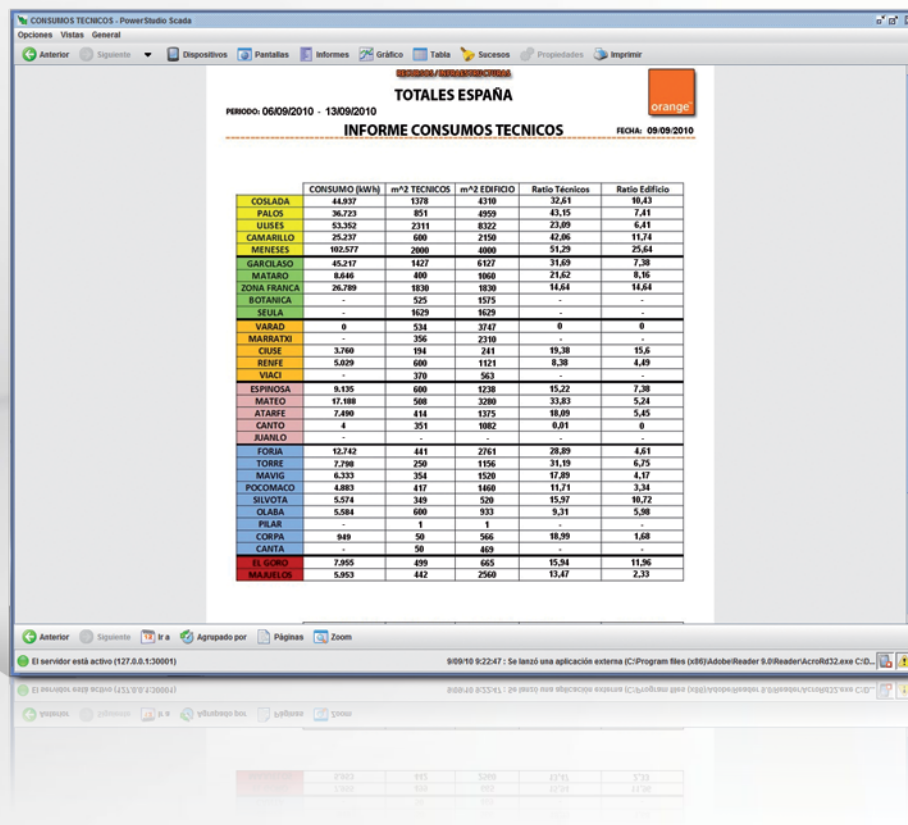 CONSUMOS TECNICOS - PowerStudio Scada
Opciones Vistas General
Anterior Siguiente Dispositivos Pantallas Informes Gráfico Tabla Sucesos Propiedades Imprimir
RECURSOS / INFRAESTRUCTURAS
TOTALES ESPAÑA
orange™
PERIODO: 06/09/2010 - 13/09/2010
INFORME CONSUMOS TECNICOS FECHA: 09/09/2010
CONSUMO (kWh) m^2 TECNICOS m^2 EDIFICIO Ratio Técnicos Ratio Edificio
COSLADA 44.937 1378 4310 32,61 10,43
PALOS 36.723 851 4959 43,15 7,41
ULISES 53.352 2311 8322 23,09 6,41
CAMARILLO 25.237 600 2150 42,06 11,74
MENESES 102.577 2000 4000 51,29 25,64
GARCILASO 45.217 1427 6127 31,69 7,38
MATARO 8.646 400 1060 21,62 8,16
ZONA FRANCA 26.789 1830 1830 14,64 14,64
BOTANICA - 525 1575 - -
SEULA - 1629 1629 - -
VARAD 0 534 3747 0 0
MARRATXI - 356 2310 - -
CIUSE 3.760 194 241 19,38 15,6
RENFE 5.029 600 1121 8,38 4,49
VIACI - 370 563 - -
ESPINOSA 9.135 600 1238 15,22 7,38
MATEO 17.188 508 3280 33,83 5,24
ATARFE 7.490 414 1375 18,09 5,45
CANTO 4 351 1082 0,01 0
JUANLO - - - - -
FORJA 12.742 441 2761 28,89 4,61
TORRE 7.798 250 1156 31,19 6,75
MAVIG 6.333 354 1520 17,89 4,17
POCOMACO 4.883 417 1460 11,71 3,34
SILVOTA 5.574 349 520 15,97 10,72
OLABA 5.584 600 933 9,31 5,98
PILAR - 1 1 - -
CORPA 949 50 566 18,99 1,68
CANTA - 50 469 - -
EL GORO 7.955 499 665 15,94 11,96
MAJUELOS 5.953 442 2560 13,47 2,33
Anterior Siguiente Ir a Agrupado por Páginas Zoom
El servidor está activo (127.0.0.1:30001) 9/09/10 9:22:47 : Se lanzó una aplicación externa (C:\Program files (x86)\Adobe\Reader 9.0\Reader\AcroRd32.exe C:\D...